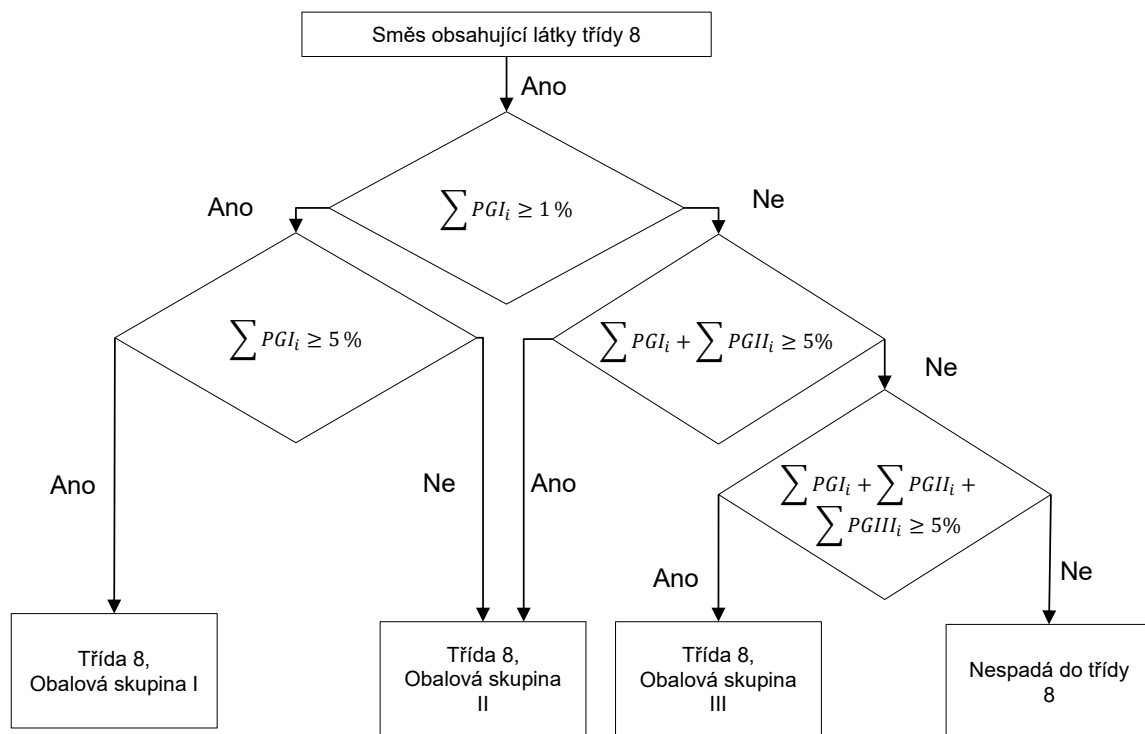 Směs obsahující látky třídy 8
Ano
∑ PGI_i ≥ 1 %
Ano
Ne
∑ PGI_i ≥ 5 %
∑ PGI_i + ∑ PGII_i ≥ 5%
Ne
∑ PGI_i + ∑ PGII_i +
∑ PGIII_i ≥ 5%
Ano
Ne
Ano
Ano
Ne
Třída 8,
Obalová skupina I
Třída 8,
Obalová skupina
II
Třída 8,
Obalová skupina
III
Nespadá do třídy
8